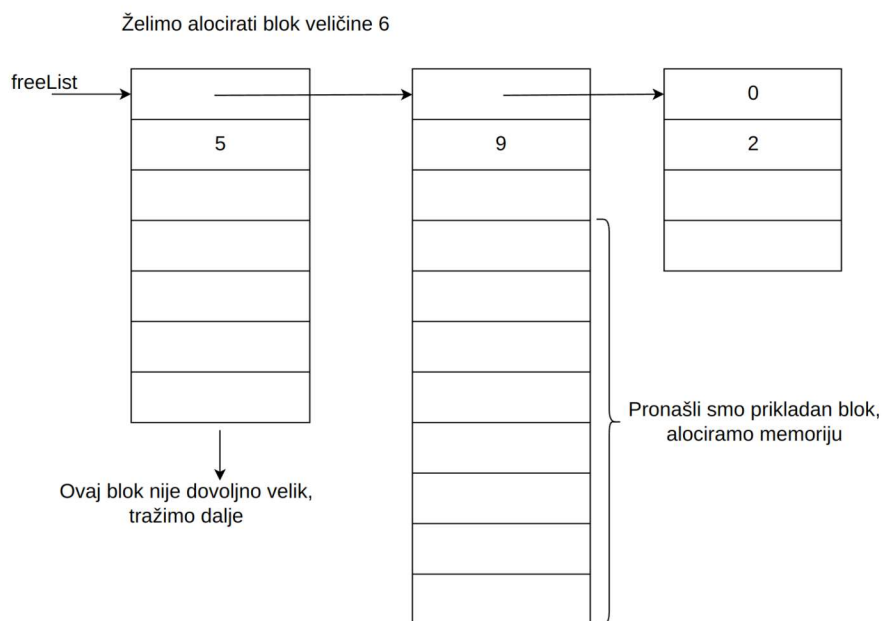 Želimo alocirati blok veličine 6
freeList
0
5
9
2
Pronašli smo prikladan blok,
alociramo memoriju
Ovaj blok nije dovoljno velik,
tražimo dalje